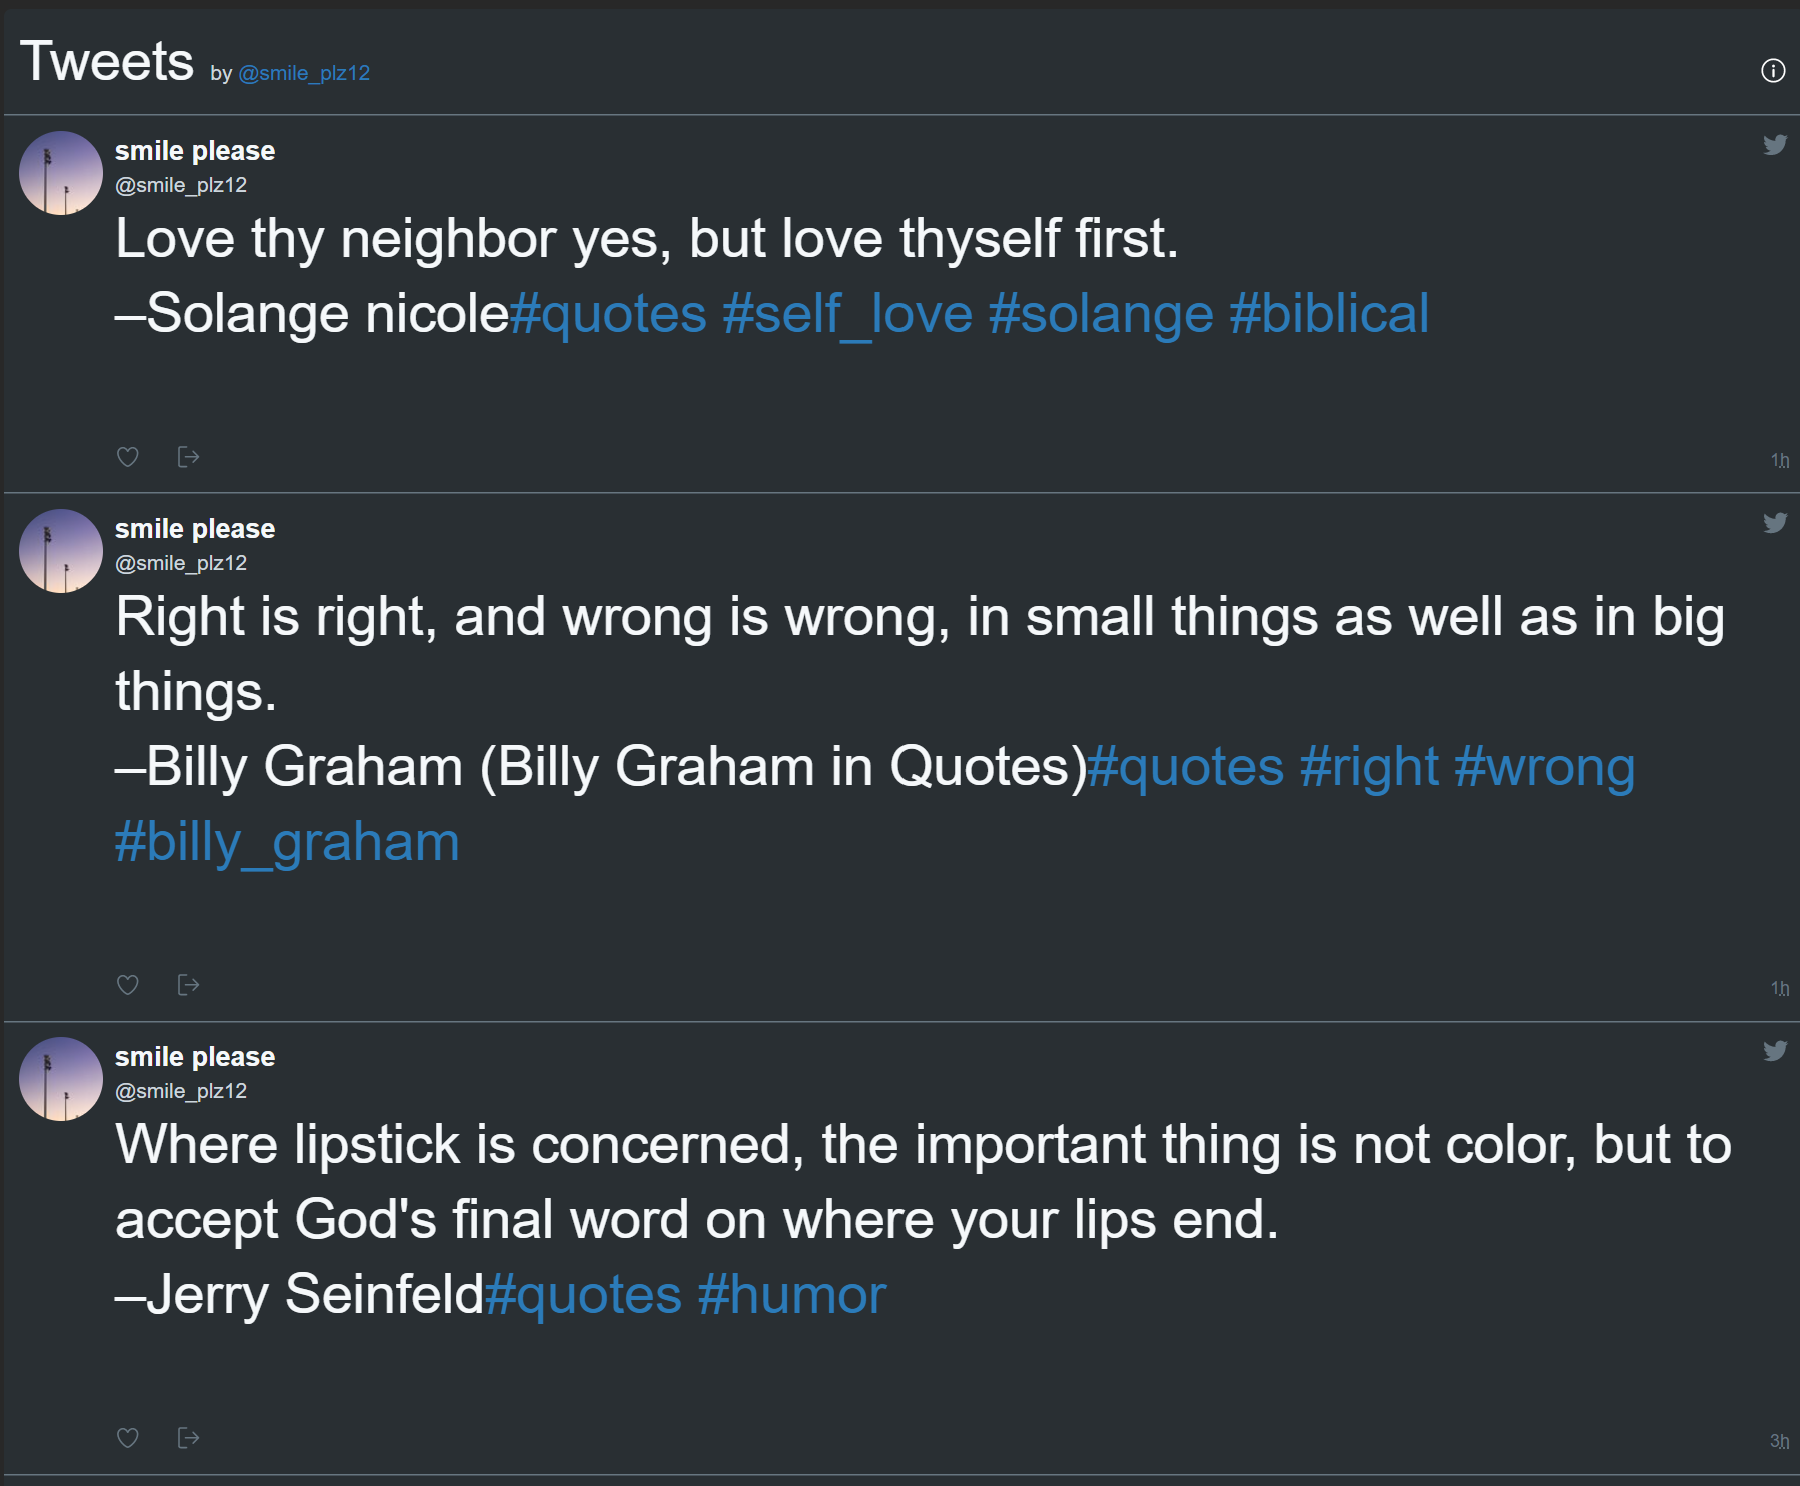 Tweets by @smile_plz12
smile please
@smile_plz12
Love thy neighbor yes, but love thyself first.
—Solange nicole#quotes #self_love #solange #biblical
1h
smile please
@smile_plz12
Right is right, and wrong is wrong, in small things as well as in big
things.
—Billy Graham (Billy Graham in Quotes)#quotes #right #wrong
#billy_graham
1h
smile please
@smile_plz12
Where lipstick is concerned, the important thing is not color, but to
accept God's final word on where your lips end.
—Jerry Seinfeld#quotes #humor
3h